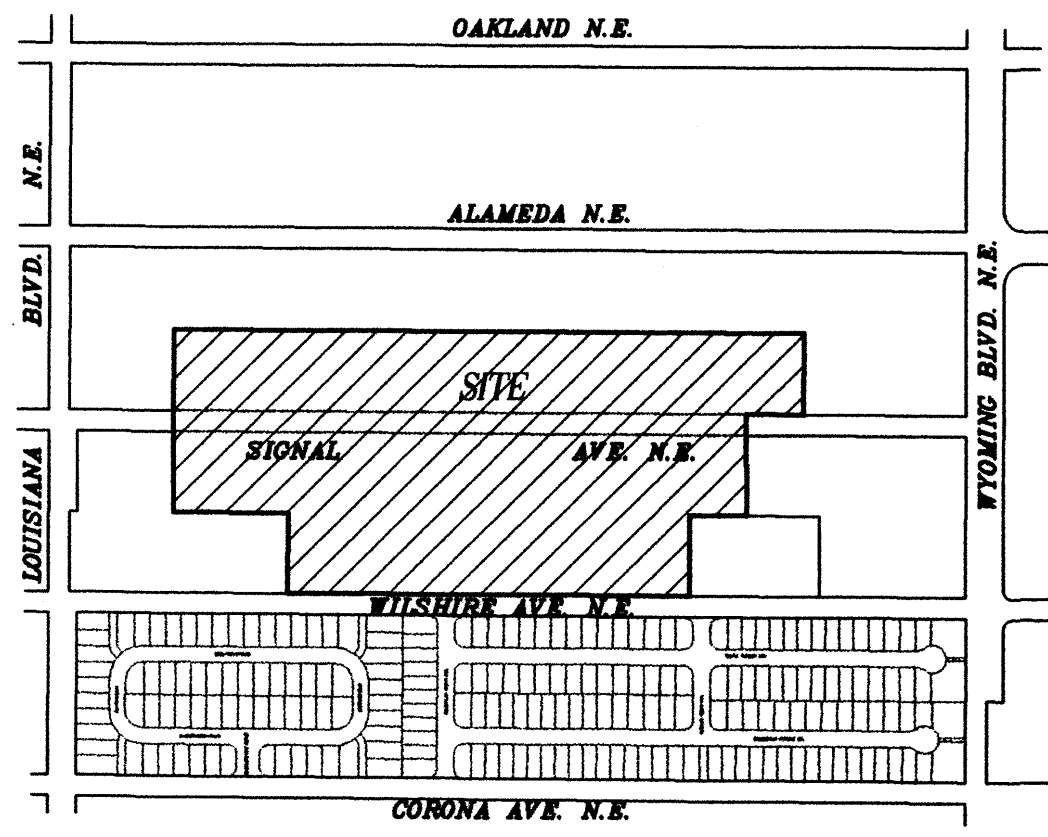 OAKLAND N.E.
ALAMEDA N.E.
LOUISIANA BLVD. N.E.
WYOMING BLVD. N.E.
SITE
SIGNAL AVE. N.E.
WILSHIRE AVE. N.E.
CORONA AVE. N.E.